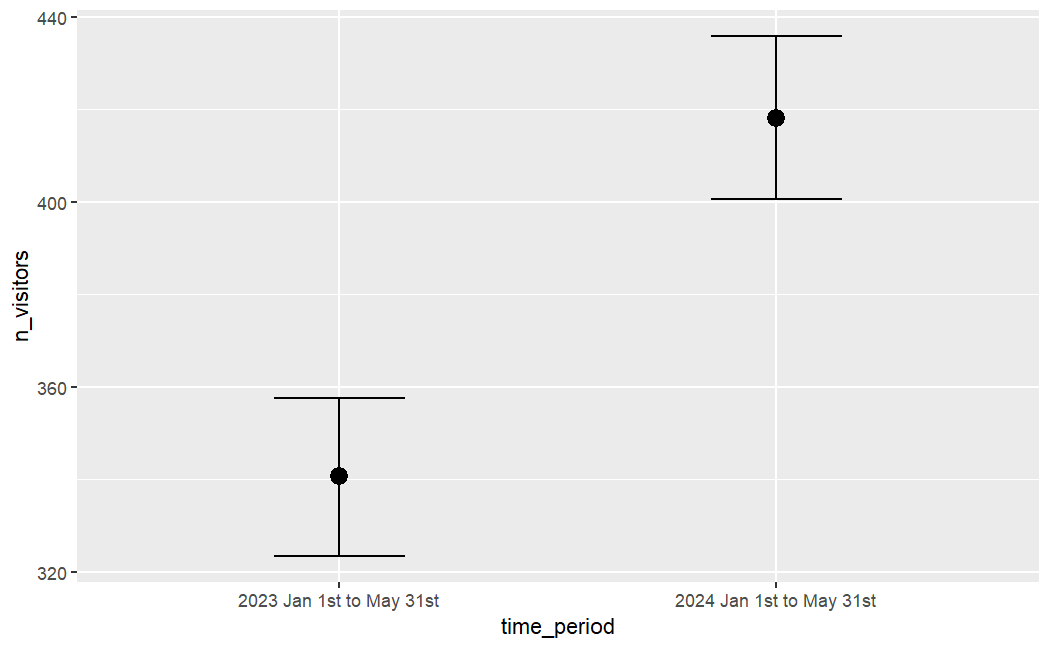 440
400
360
320
n_visitors
2023 Jan 1st to May 31st
2024 Jan 1st to May 31st
time_period